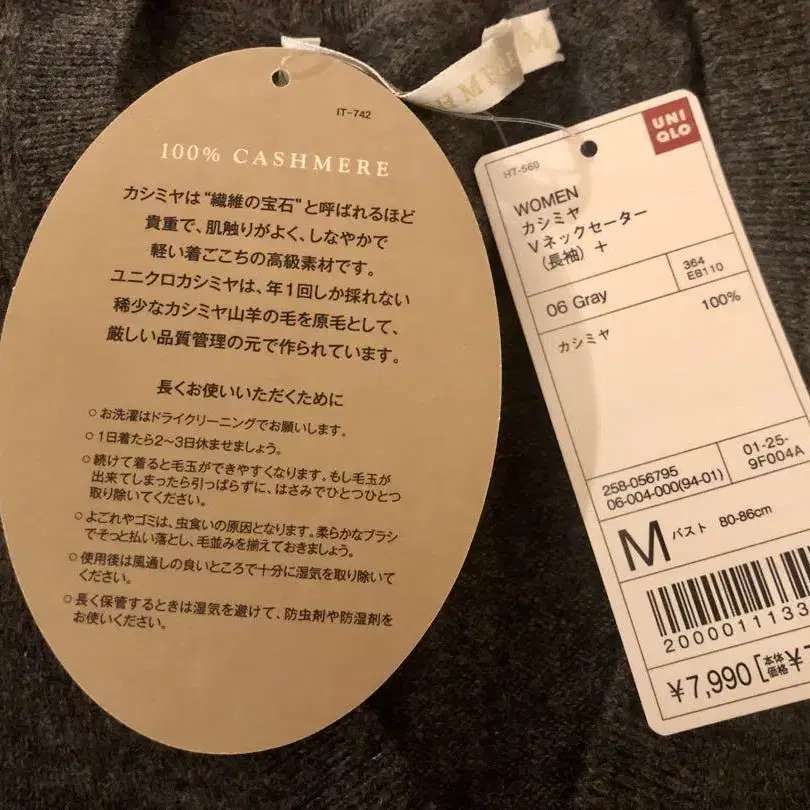 IT-742
100% CASHMERE
カシミヤは"繊維の宝石"と呼ばれるほど
貴重で、肌触りがよく、しなやかで
軽い着ごこちの高級素材です。
ユニクロカシミヤは、年1回しか採れない
稀少なカシミヤ山羊の毛を原毛として、
厳しい品質管理の元で作られています。
長くお使いいただくために
○お洗濯はドライクリーニングでお願いします。
○1日着たら2～3日休ませましょう。
○続けて着ると毛玉ができやすくなります。もし毛玉が
出来てしまったら引っぱらずに、はさみでひとつひとつ
取り除いてください。
○よごれやゴミは、虫食いの原因となります。柔らかなブラシ
でそっと払い落とし、毛並みを揃えておきましょう。
○使用後は風通しの良いところで十分に湿気を取り除いて
ください。
○長く保管するときは湿気を避けて、防虫剤や防湿剤を
お使いください。
UNI
QLO
HT-569
WOMEN
カシミヤ
Vネックセーター
（長袖）＋
06 Gray
364
EB110
100%
カシミヤ
258-056795
06-004-000(94-01)
01-25-
9F004A
M バスト 80-86cm
2000011133
¥7,990 [本体価格¥7